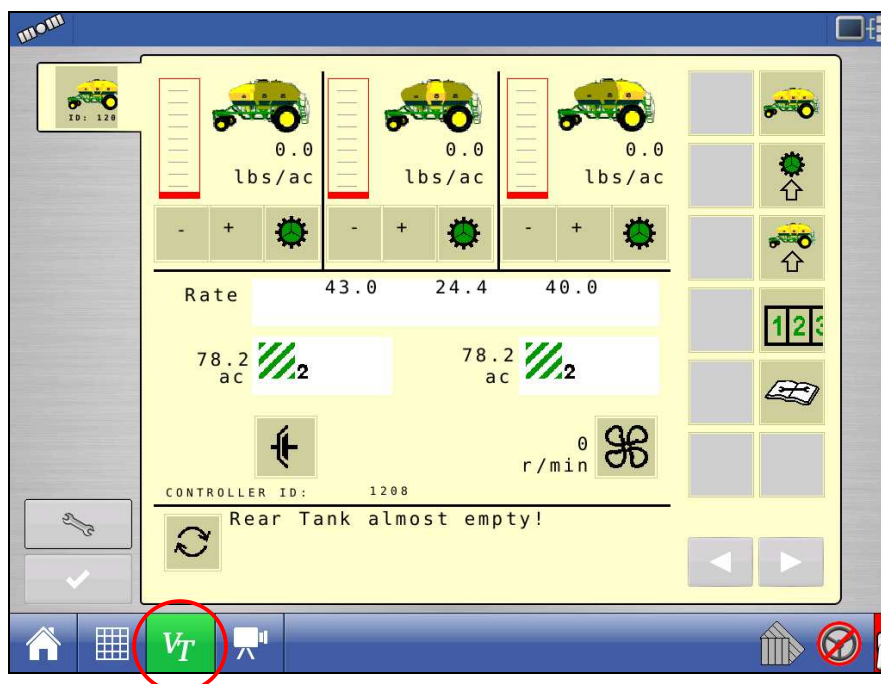 ID: 120
0.0 0.0 0.0
lbs/ac lbs/ac lbs/ac
- + - + - +
Rate 43.0 24.4 40.0
123
78.2 78.2
ac 2 ac 2
0
r/min
CONTROLLER ID: 1208
Rear Tank almost empty!
VT